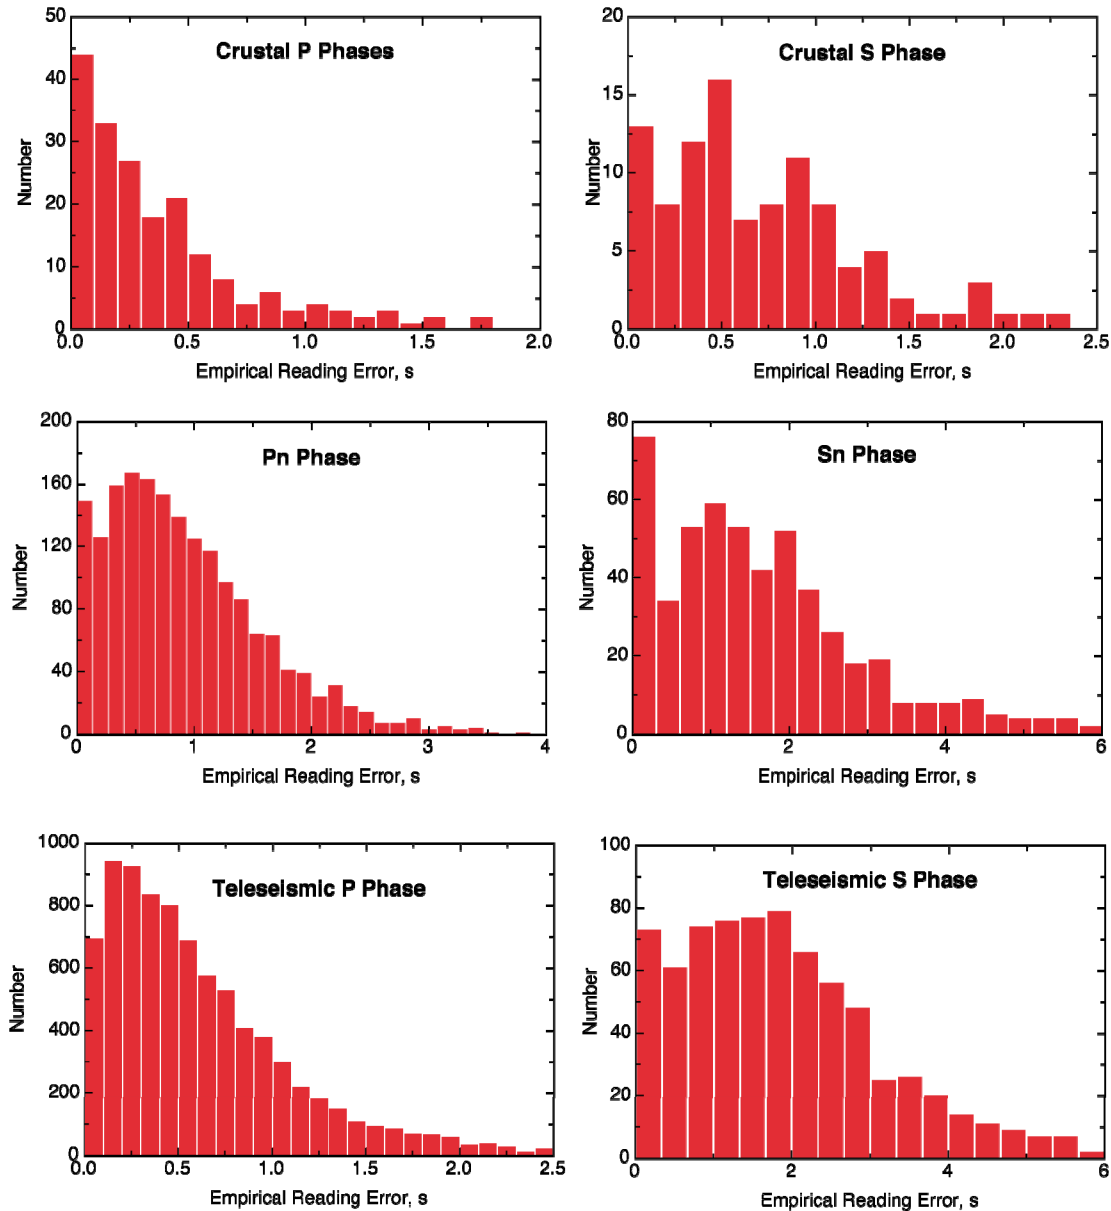 Crustal P Phases
50
40
30
20
10
0
Number
0.0 0.5 1.0 1.5 2.0
Empirical Reading Error, s
Crustal S Phase
20
15
10
5
0
Number
0.0 0.5 1.0 1.5 2.0 2.5
Empirical Reading Error, s
Pn Phase
200
160
120
80
40
0
Number
0 1 2 3 4
Empirical Reading Error, s
Sn Phase
80
60
40
20
0
Number
0 2 4 6
Empirical Reading Error, s
Teleseismic P Phase
1000
800
600
400
200
0
Number
0.0 0.5 1.0 1.5 2.0 2.5
Empirical Reading Error, s
Teleseismic S Phase
100
80
60
40
20
0
Number
0 2 4 6
Empirical Reading Error, s